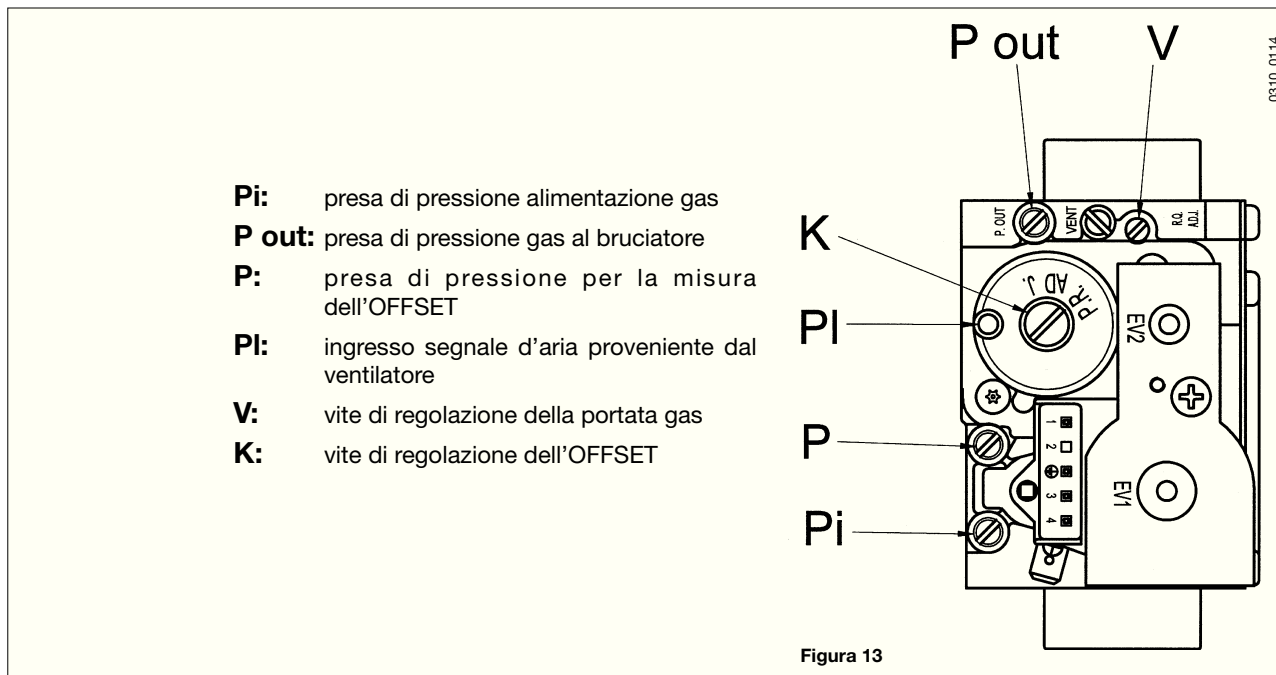 Pi: presa di pressione alimentazione gas
P out: presa di pressione gas al bruciatore
P: presa di pressione per la misura
dell'OFFSET
Pl: ingresso segnale d'aria proveniente dal
ventilatore
V: vite di regolazione della portata gas
K: vite di regolazione dell'OFFSET
P out V
0310_0114
P. OUT
VENT
R.Q.
ADJ.
K
P.R. ADJ.
Pl
EV2
P
1
2
3
4
EV1
Pi
Figura 13